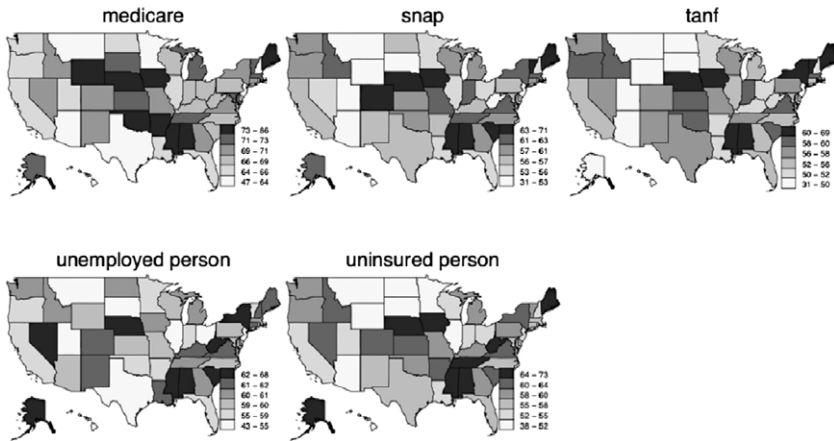 medicare
snap
tanf
73 – 86
71 – 73
69 – 71
66 – 69
64 – 66
47 – 64
63 – 71
61 – 63
57 – 61
56 – 57
53 – 56
31 – 53
60 – 69
58 – 60
56 – 58
52 – 56
50 – 52
31 – 50
unemployed person
uninsured person
62 – 68
61 – 62
60 – 61
59 – 60
55 – 59
43 – 55
64 – 73
60 – 64
58 – 60
55 – 58
52 – 55
38 – 52